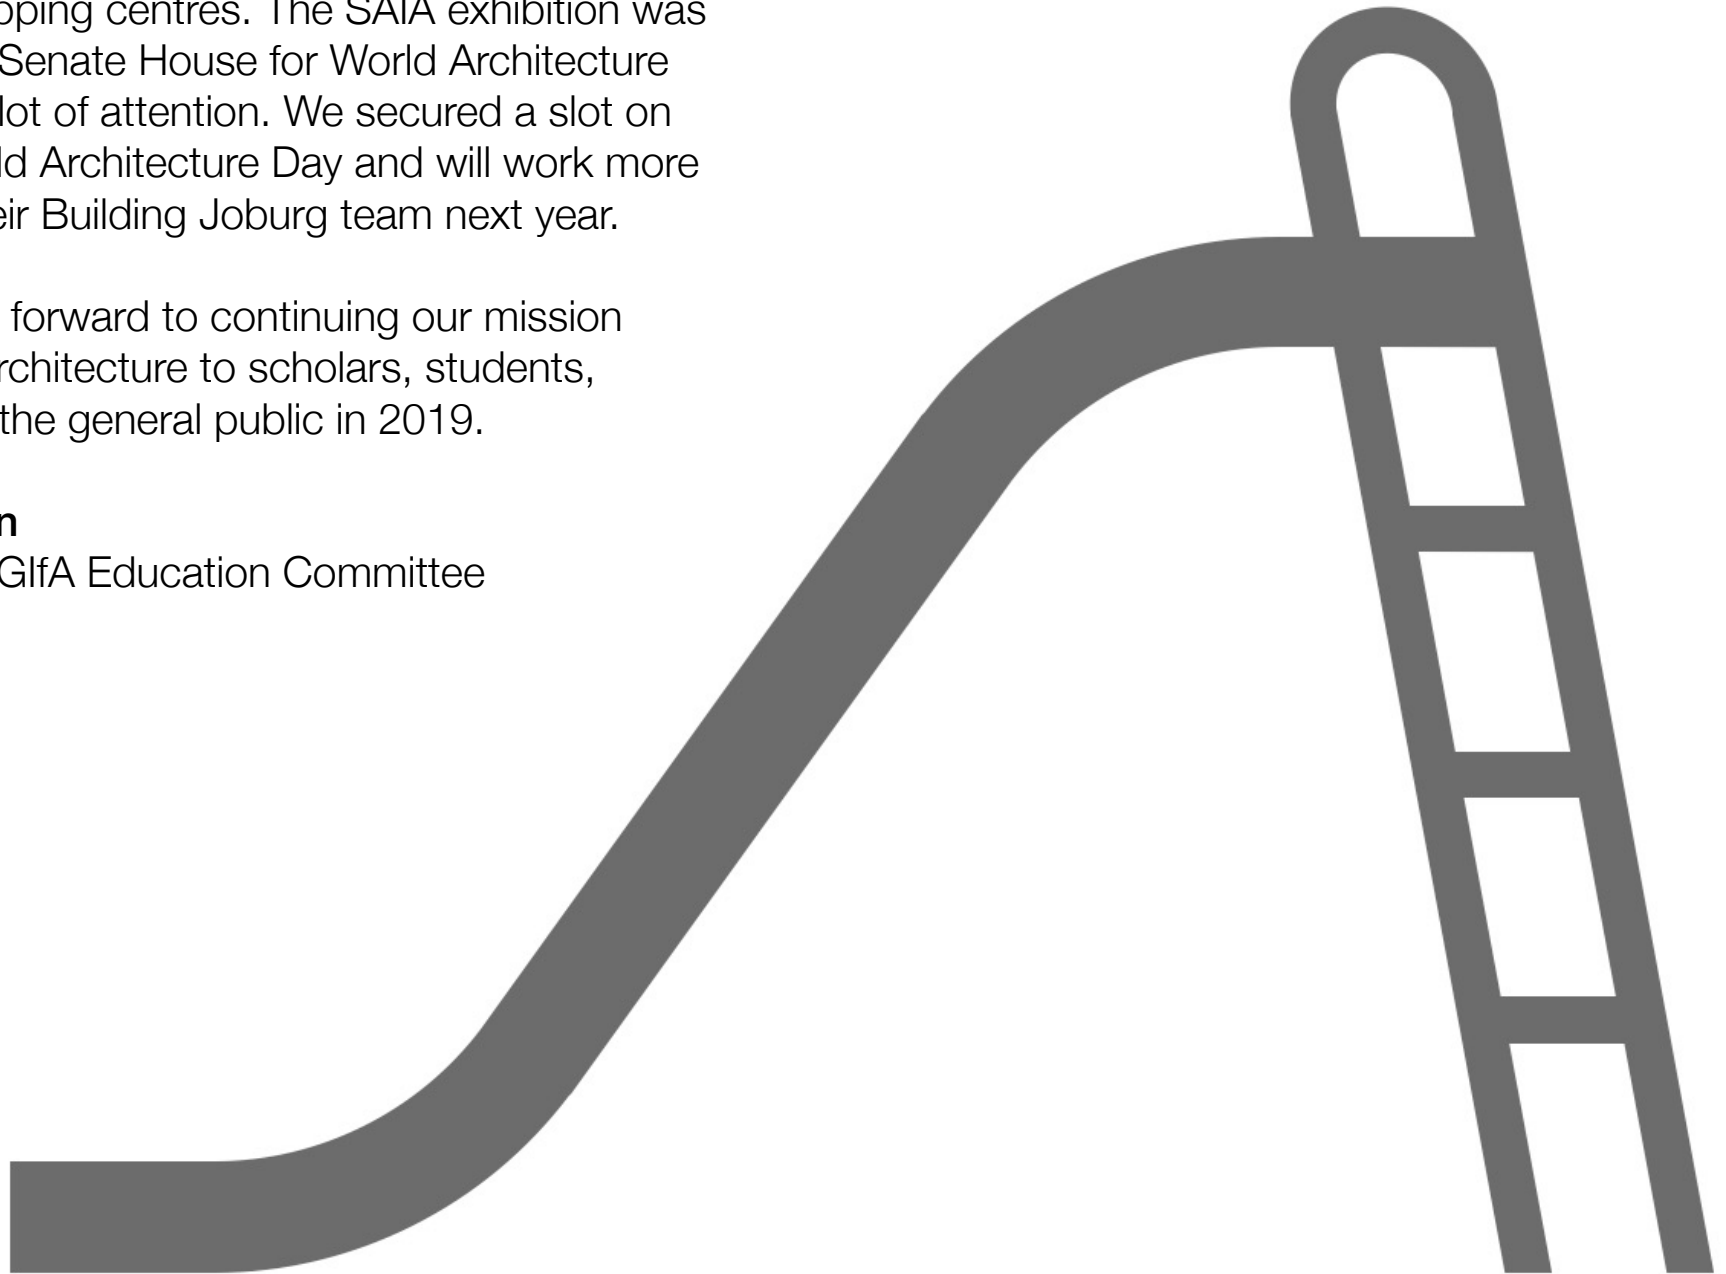 pping centres. The SAIA exhibition was
Senate House for World Architecture
lot of attention. We secured a slot on
ld Architecture Day and will work more
eir Building Joburg team next year.
forward to continuing our mission
rchitecture to scholars, students,
the general public in 2019.
n
GIfA Education Committee